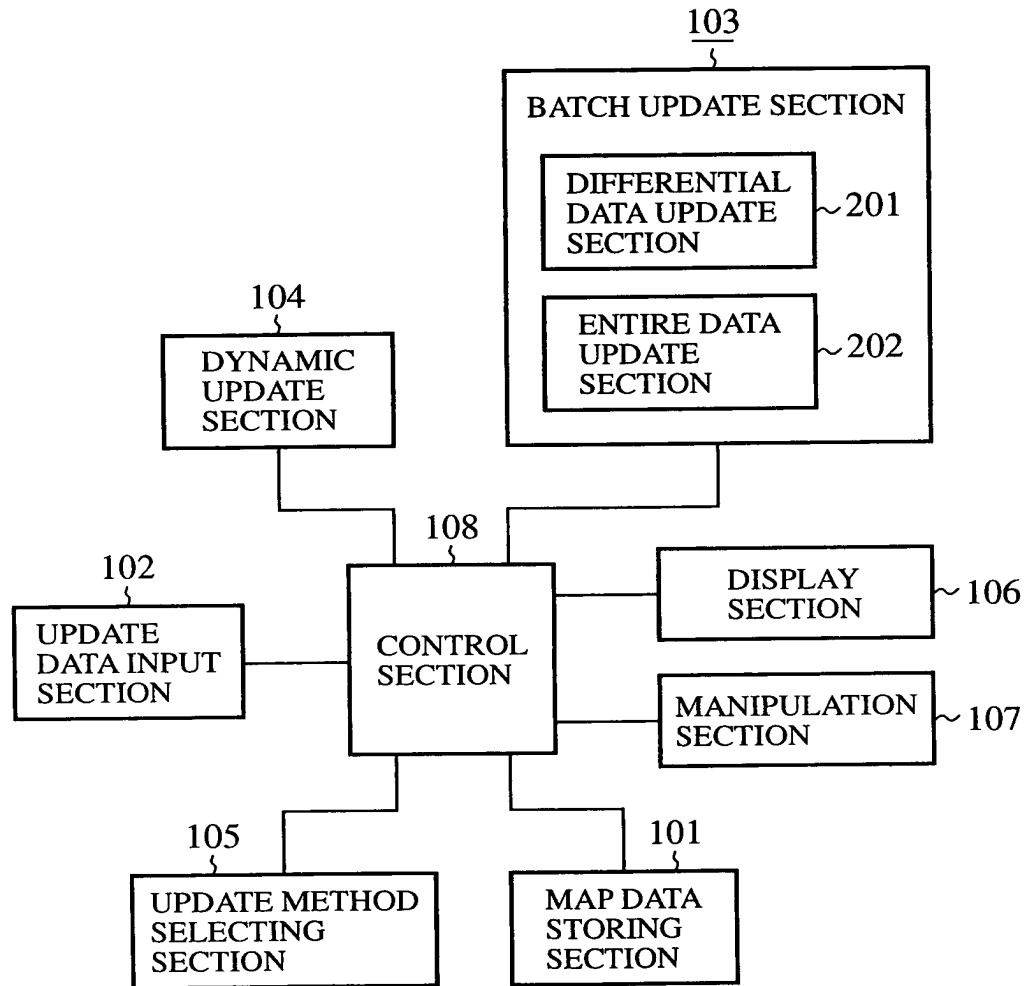 103
BATCH UPDATE SECTION
DIFFERENTIAL
DATA UPDATE
SECTION
201
ENTIRE DATA
UPDATE
SECTION
202
104
DYNAMIC
UPDATE
SECTION
108
CONTROL
SECTION
102
UPDATE
DATA INPUT
SECTION
DISPLAY
SECTION
106
MANIPULATION
SECTION
107
105
UPDATE METHOD
SELECTING
SECTION
101
MAP DATA
STORING
SECTION